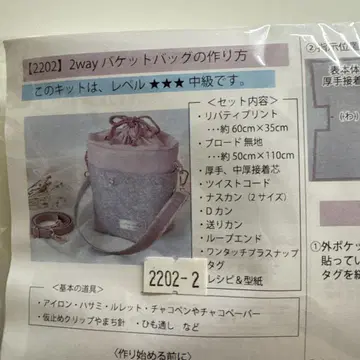 【2202】2way バケットバッグの作り方
このキットは、レベル ★★★ 中級です。
＜セット内容＞
・リバティプリント
…約 60cm×35cm
・ブロード 無地
…約 50cm×110cm
・厚手、中厚接着芯
・ツイストコード
・ナスカン（2 サイズ）
・D カン
・送リカン
・ループエンド
・ワンタッチプラスナップ
タグ
レシピ＆型紙
2202-2
基本の道具
・アイロン・ハサミ・ルレット・チャコペンやチャコペーパー
・仮止めクリップやまち針　・ひも通し　など
〈作り始める前に〉
表本体
厚手接着
（わ）
①外ポケ
貼ってい
タグを縫